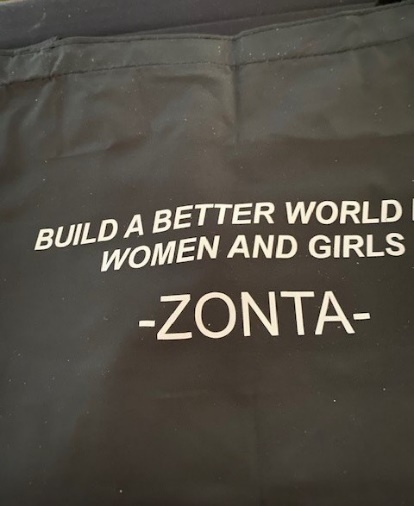 BUILD A BETTER WORLD
WOMEN AND GIRLS
-ZONTA-